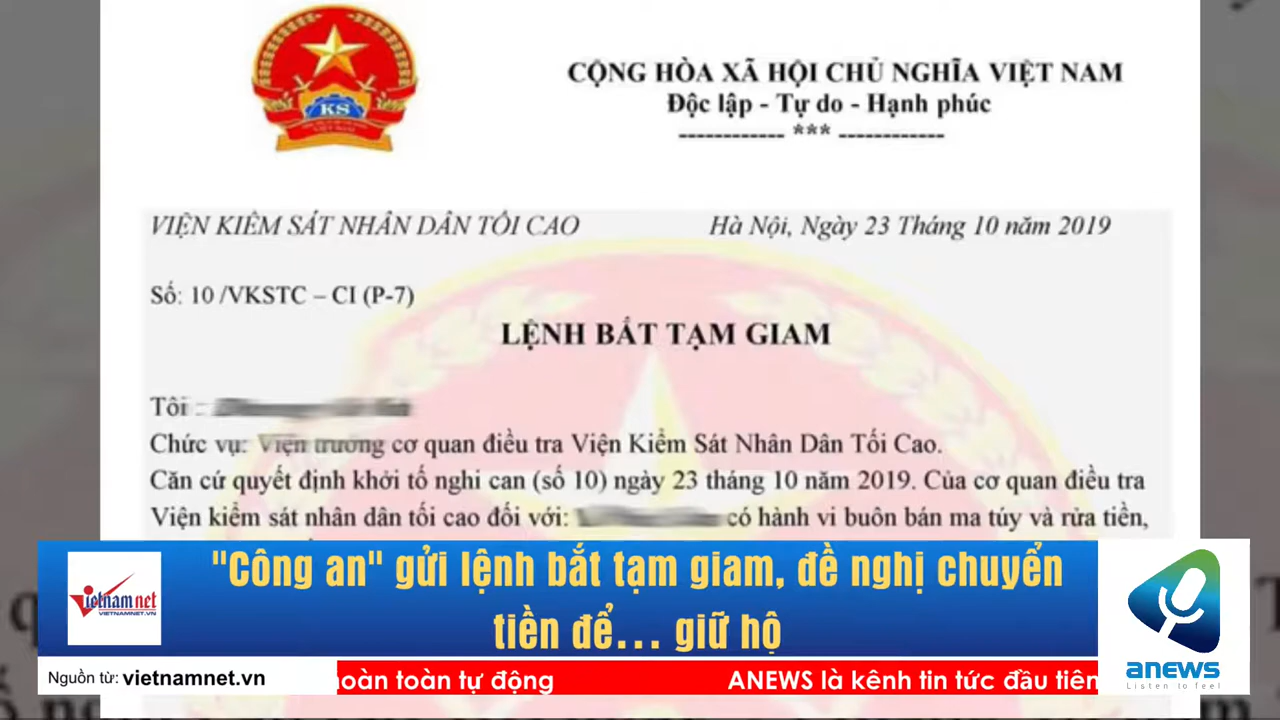 CỘNG HÒA XÃ HỘI CHỦ NGHĨA VIỆT NAM
Độc lập - Tự do - Hạnh phúc
------------ *** ------------
KS
VIỆN KIỂM SÁT NHÂN DÂN TỐI CAO
Hà Nội, Ngày 23 Tháng 10 năm 2019
Số: 10 /VKSTC – CI (P-7)
LỆNH BẮT TẠM GIAM
Tôi :
Chức vụ: Viện trưởng cơ quan điều tra Viện Kiểm Sát Nhân Dân Tối Cao.
Căn cứ quyết định khởi tố nghi can (số 10) ngày 23 tháng 10 năm 2019. Của cơ quan điều tra
Viện kiểm sát nhân dân tối cao đối với: có hành vi buôn bán ma túy và rửa tiền,
"Công an" gửi lệnh bắt tạm giam, đề nghị chuyển
tiền để... giữ hộ
Vietnamnet
VIETNAMNET.VN
anews
Listen to feel
Nguồn từ: vietnamnet.vn
hoàn toàn tự động
ANEWS là kênh tin tức đầu tiên